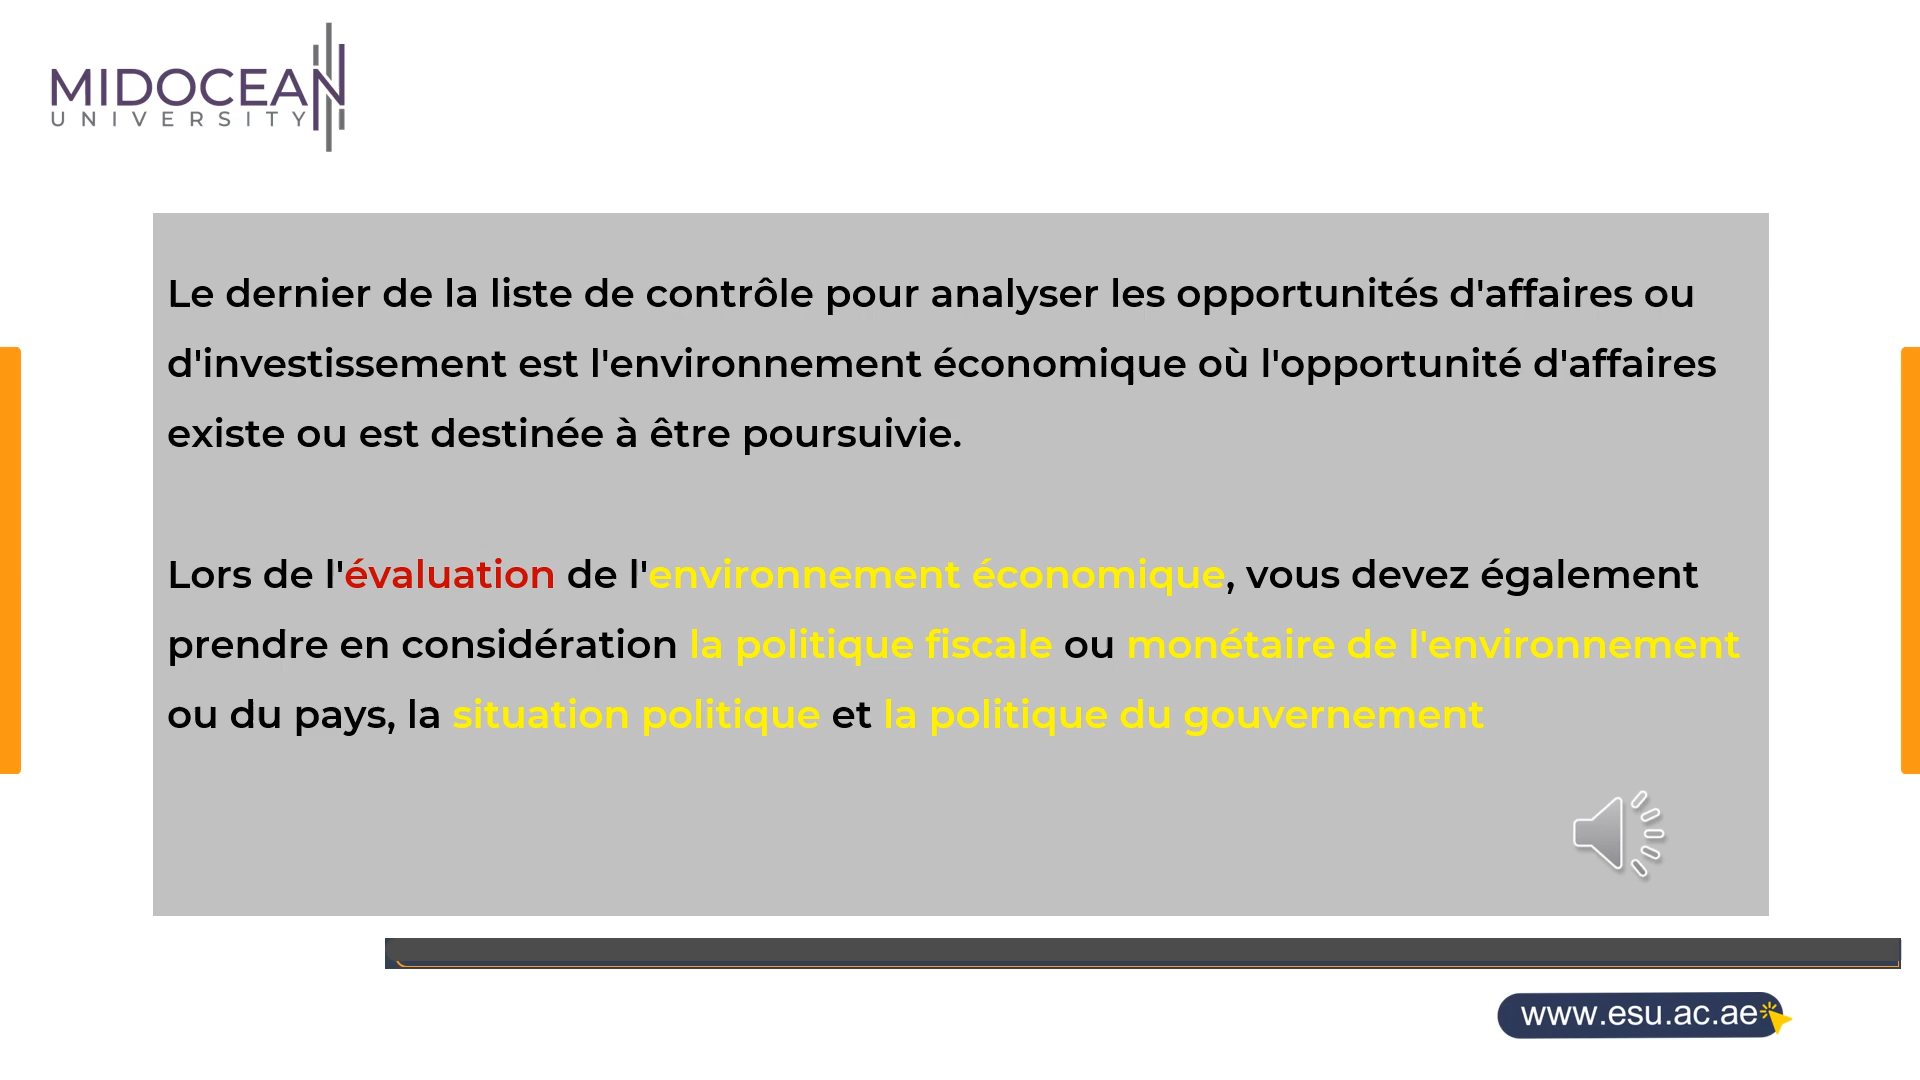 MIDOCEAN
UNIVERSITY
Le dernier de la liste de contrôle pour analyser les opportunités d'affaires ou
d'investissement est l'environnement économique où l'opportunité d'affaires
existe ou est destinée à être poursuivie.
Lors de l'évaluation de l'environnement économique, vous devez également
prendre en considération la politique fiscale ou monétaire de l'environnement
ou du pays, la situation politique et la politique du gouvernement
www.esu.ac.ae